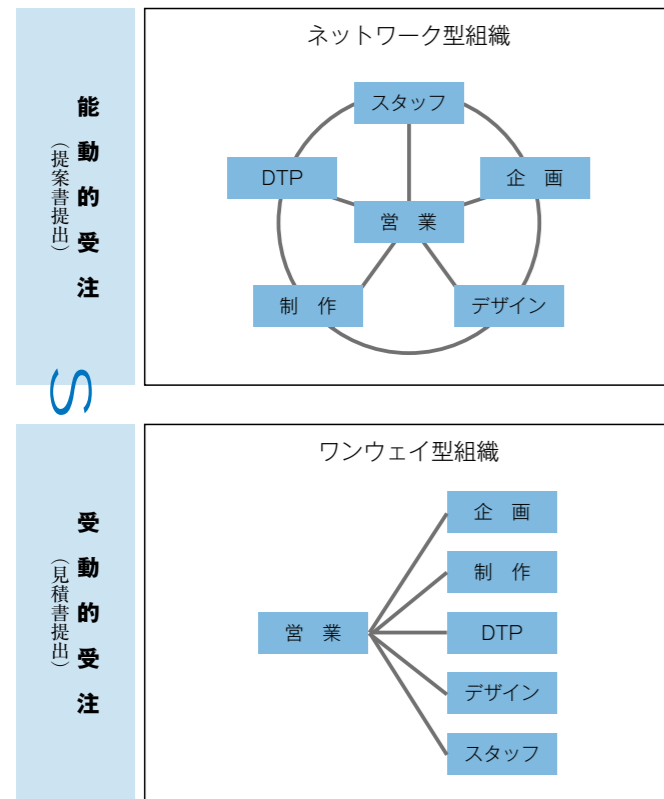 能動的受注
（提案書提出）
ネットワーク型組織
スタッフ
DTP
企　画
営　業
制　作
デザイン
S
受動的受注
（見積書提出）
ワンウェイ型組織
企　画
制　作
営　業
DTP
デザイン
スタッフ